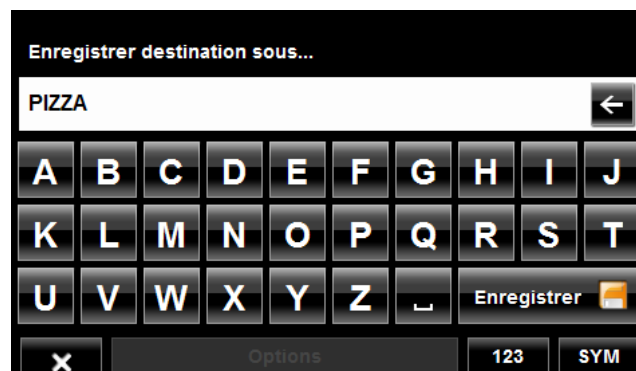 Enregistrer destination sous...
PIZZA
A B C D E F G H I J
K L M N O P Q R S T
U V W X Y Z Enregistrer
Options 123 SYM